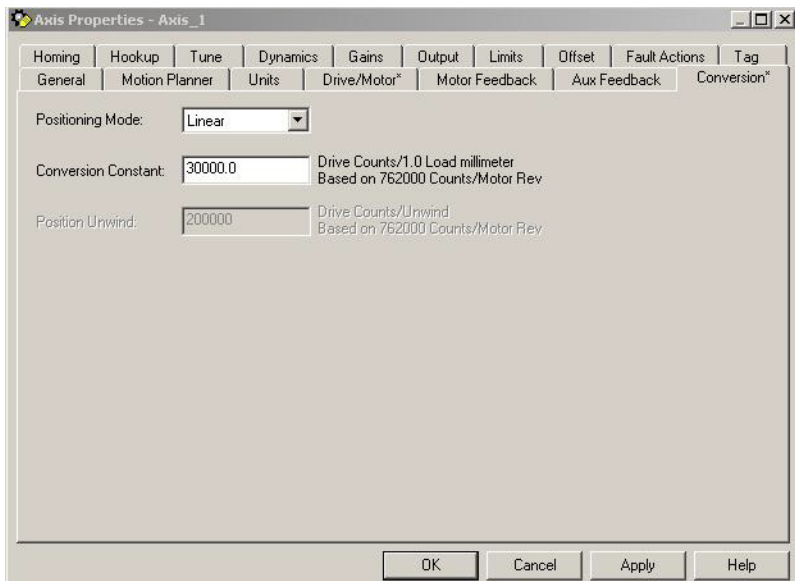 Axis Properties - Axis_1
Homing Hookup Tune Dynamics Gains Output Limits Offset Fault Actions Tag
General Motion Planner Units Drive/Motor* Motor Feedback Aux Feedback Conversion*
Positioning Mode: Linear
Conversion Constant: 30000.0 Drive Counts/1.0 Load millimeter
Based on 762000 Counts/Motor Rev
Position Unwind: 200000 Drive Counts/Unwind
Based on 762000 Counts/Motor Rev
OK Cancel Apply Help